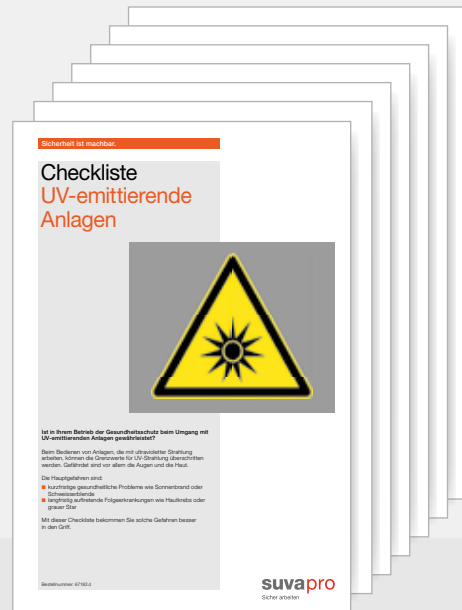 Sicherheit ist machbar.
Checkliste
UV-emittierende
Anlagen
Ist in Ihrem Betrieb der Gesundheitsschutz beim Umgang mit
UV-emittierenden Anlagen gewährleistet?
Beim Bedienen von Anlagen, die mit ultravioletter Strahlung
arbeiten, können die Grenzwerte für UV-Strahlung überschritten
werden. Gefährdet sind vor allem die Augen und die Haut.
Die Hauptgefahren sind:
■ kurzfristige gesundheitliche Probleme wie Sonnenbrand oder
Schweisserblende
■ langfristig auftretende Folgeerkrankungen wie Hautkrebs oder
grauer Star
Mit dieser Checkliste bekommen Sie solche Gefahren besser
in den Griff.
Bestellnummer: 67183.d
suvapro
Sicher arbeiten